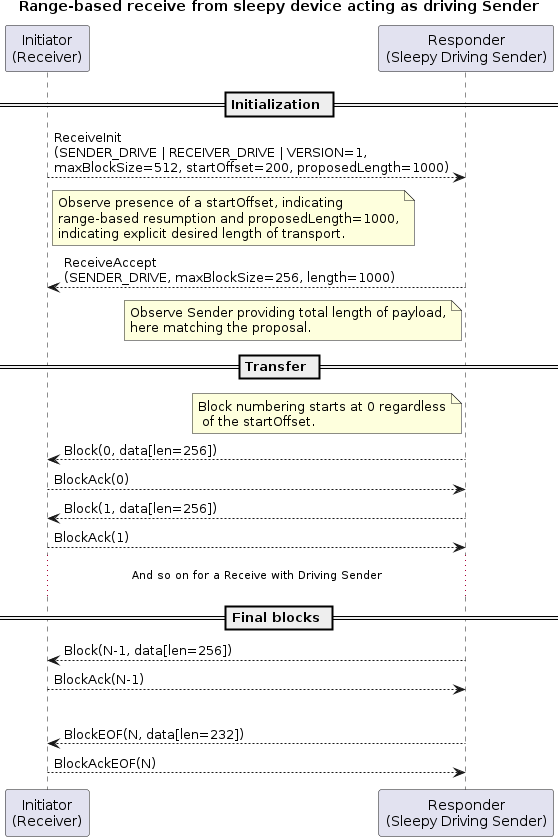 Range-based receive from sleepy device acting as driving Sender
Initiator
(Receiver)
Responder
(Sleepy Driving Sender)
Initialization
ReceiveInit
(SENDER_DRIVE | RECEIVER_DRIVE | VERSION=1,
maxBlockSize=512, startOffset=200, proposedLength=1000)
Observe presence of a startOffset, indicating
range-based resumption and proposedLength=1000,
indicating explicit desired length of transport.
ReceiveAccept
(SENDER_DRIVE, maxBlockSize=256, length=1000)
Observe Sender providing total length of payload,
here matching the proposal.
Transfer
Block numbering starts at 0 regardless
of the startOffset.
Block(0, data[len=256])
BlockAck(0)
Block(1, data[len=256])
BlockAck(1)
And so on for a Receive with Driving Sender
Final blocks
Block(N-1, data[len=256])
BlockAck(N-1)
BlockEOF(N, data[len=232])
BlockAckEOF(N)
Initiator
(Receiver)
Responder
(Sleepy Driving Sender)